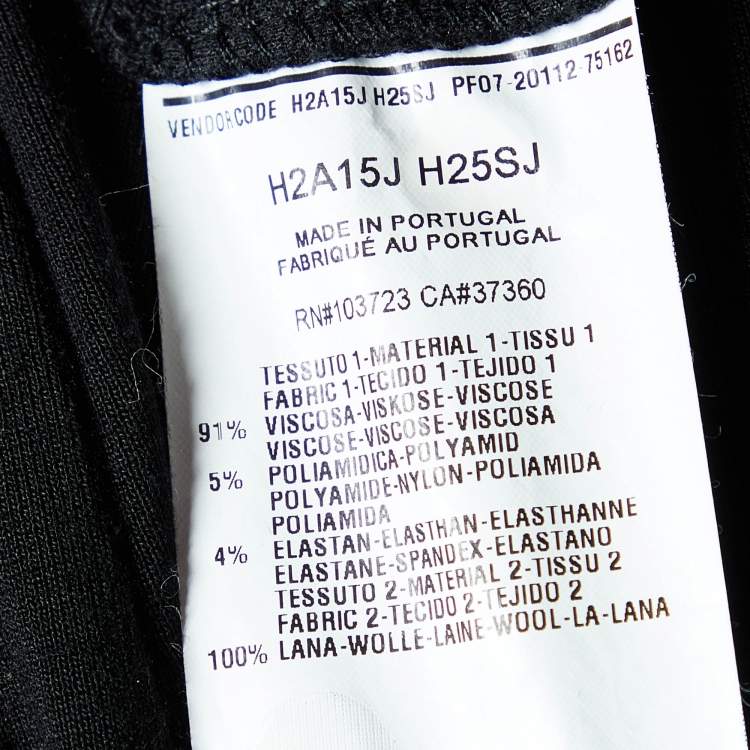 VENDORCODE H2A15J H25SJ PF07-20112-75162
H2A15J H25SJ
MADE IN PORTUGAL
FABRIQUÉ AU PORTUGAL
RN#103723 CA#37360
TESSUTO 1-MATERIAL 1-TISSU 1
FABRIC 1-TECIDO 1-TEJIDO 1
91% VISCOSA-VISKOSE-VISCOSE
VISCOSE-VISCOSE-VISCOSA
5% POLIAMIDICA-POLYAMID
POLYAMIDE-NYLON-POLIAMIDA
POLIAMIDA
4% ELASTAN-ELASTHAN-ELASTHANNE
ELASTANE-SPANDEX-ELASTANO
TESSUTO 2-MATERIAL 2-TISSU 2
FABRIC 2-TECIDO 2-TEJIDO 2
100% LANA-WOLLE-LAINE-WOOL-LA-LANA